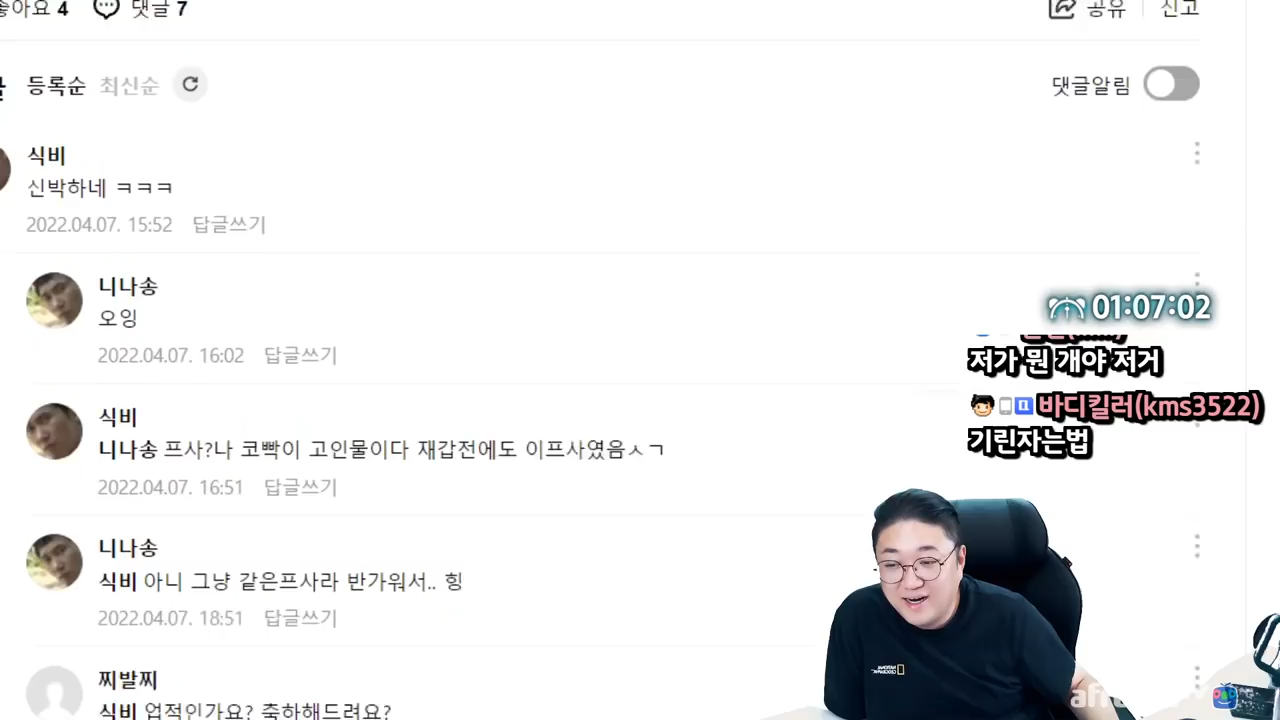 좋아요 4 댓글 7
공유 신고
등록순 최신순
댓글알림
식비
신박하네 ㅋㅋㅋ
2022.04.07. 15:52 답글쓰기
니나송
오잉
2022.04.07. 16:02 답글쓰기
식비
니나송 프사?나 코빡이 고인물이다 재갑전에도 이프사였음ㅅㄱ
2022.04.07. 16:51 답글쓰기
니나송
식비 아니 그냥 같은프사라 반가워서.. 힝
2022.04.07. 18:51 답글쓰기
찌발찌
식비 업적인가요? 축하해드려요?
01:07:02
저가 뭔 개야 저거
바디킬러(kms3522)
기린자는법
NATIONAL
GEOGRAPHIC